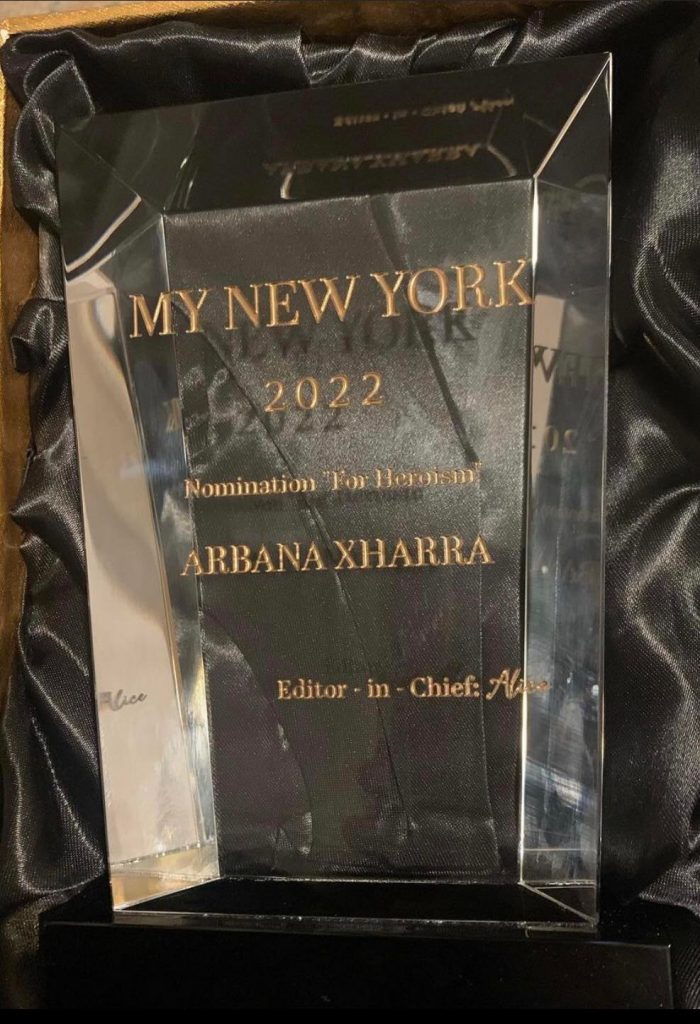 MY NEW YORK
2022
Nomination "For Heroism"
ARBANA XHARRA
Editor - in - Chief: Alice